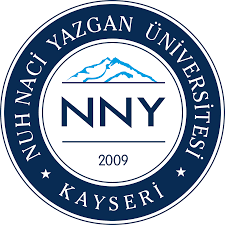 NUH NACİ YAZGAN ÜNİVERSİTESİ
NNY
2009
KAYSERİ